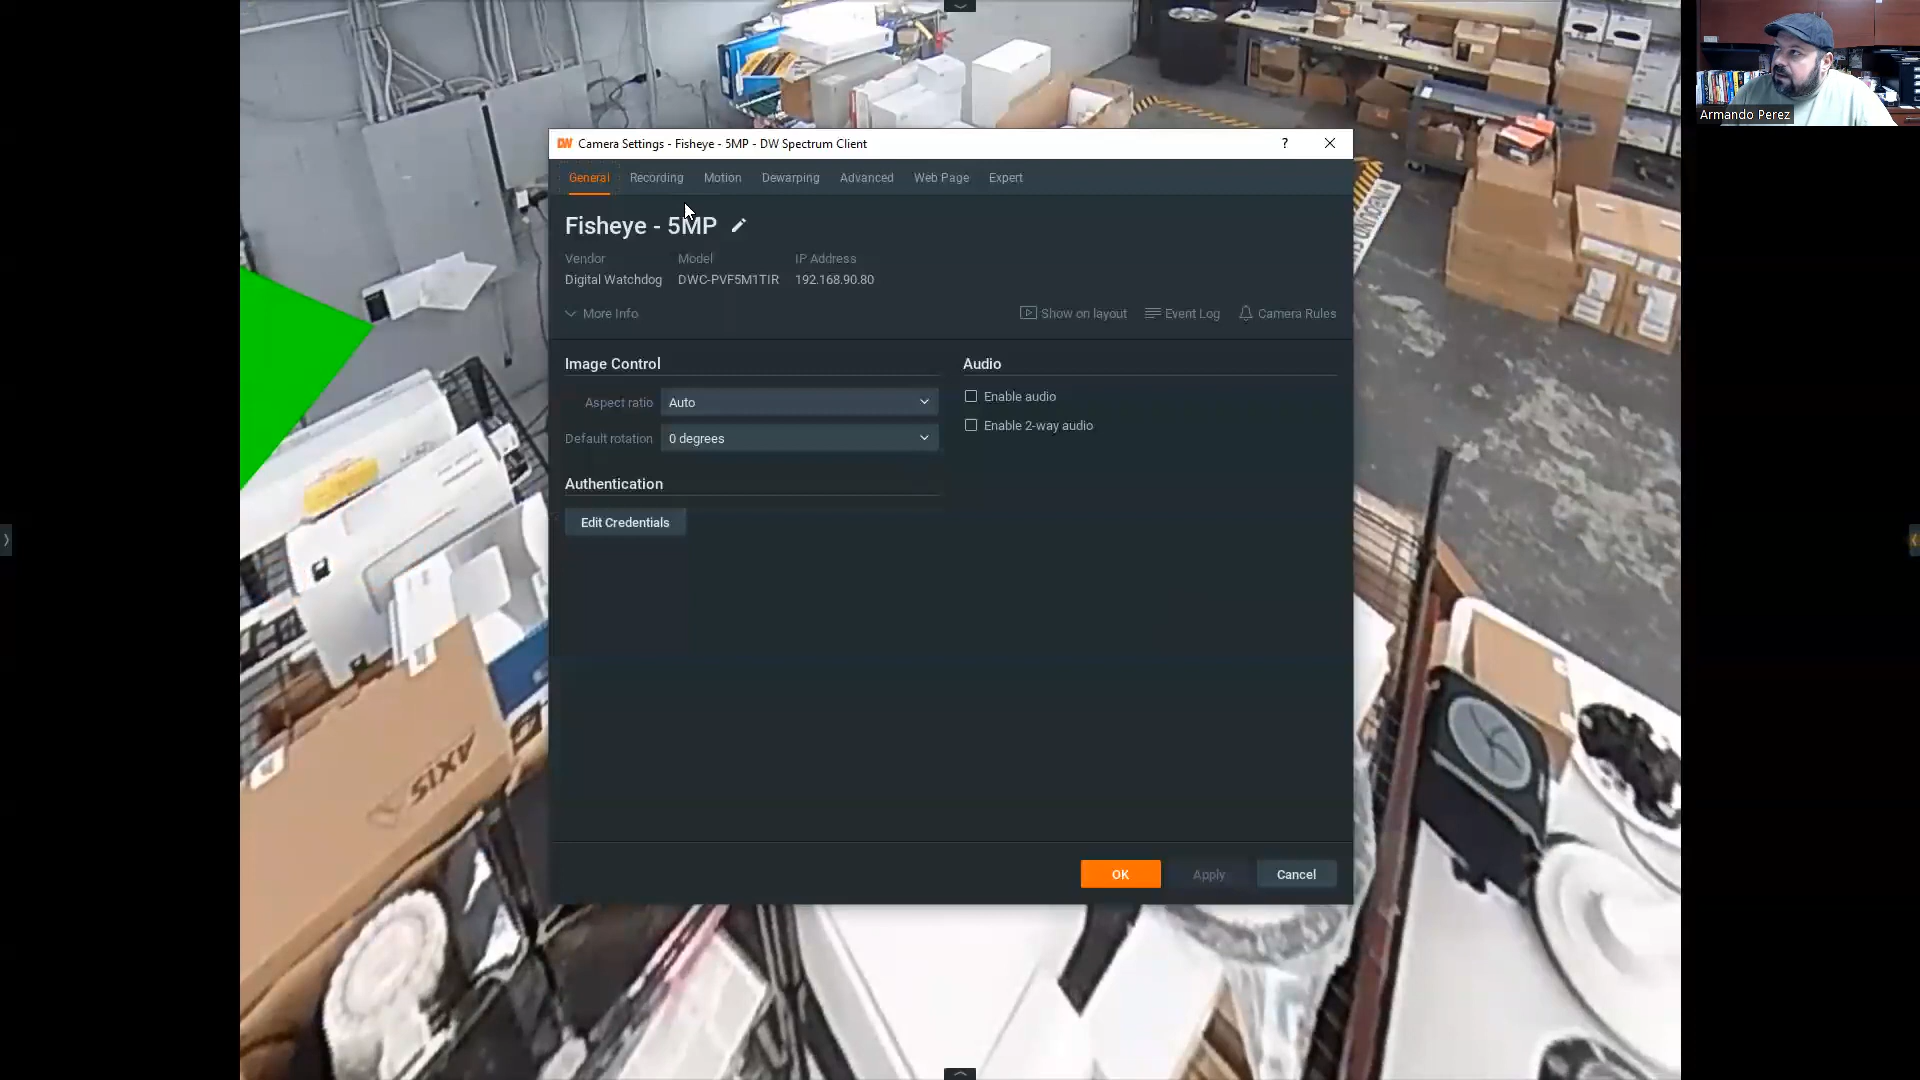 Armando Perez
DW Camera Settings - Fisheye - 5MP - DW Spectrum Client ?
General Recording Motion Dewarping Advanced Web Page Expert
Fisheye - 5MP
Vendor Model IP Address
Digital Watchdog DWC-PVF5M1TIR 192.168.90.80
More Info Show on layout Event Log Camera Rules
Image Control Audio
Aspect ratio Auto Enable audio
Default rotation 0 degrees Enable 2-way audio
Authentication
Edit Credentials
OK Apply Cancel
AXIS